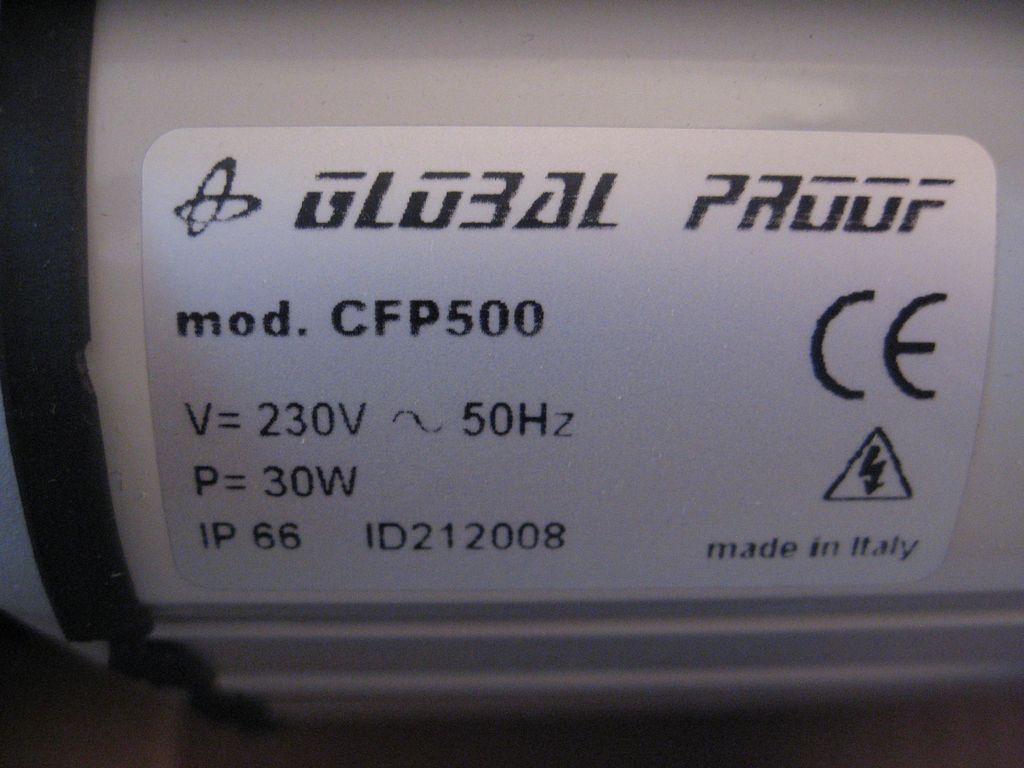 GLOBAL PROOF
mod. CFP500
CE
V= 230V ~ 50Hz
P= 30W
IP 66 ID212008
made in Italy